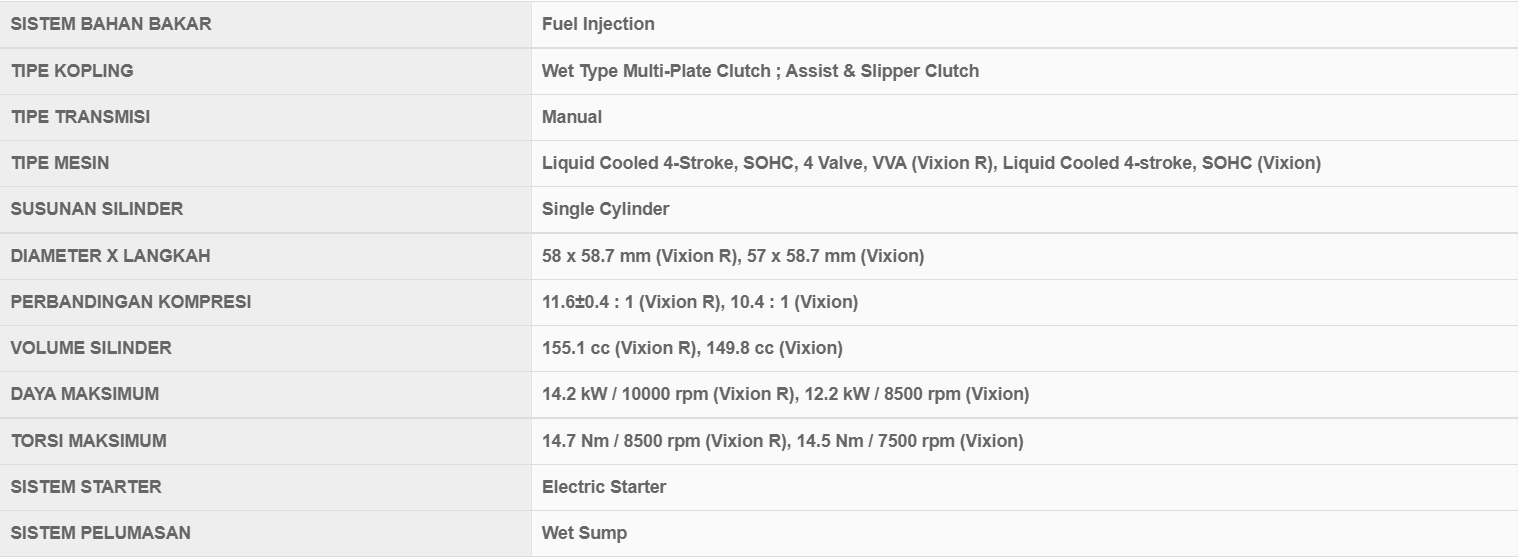 SISTEM BAHAN BAKAR Fuel Injection
TIPE KOPLING Wet Type Multi-Plate Clutch ; Assist & Slipper Clutch
TIPE TRANSMISI Manual
TIPE MESIN Liquid Cooled 4-Stroke, SOHC, 4 Valve, VVA (Vixion R), Liquid Cooled 4-stroke, SOHC (Vixion)
SUSUNAN SILINDER Single Cylinder
DIAMETER X LANGKAH 58 x 58.7 mm (Vixion R), 57 x 58.7 mm (Vixion)
PERBANDINGAN KOMPRESI 11.6±0.4 : 1 (Vixion R), 10.4 : 1 (Vixion)
VOLUME SILINDER 155.1 cc (Vixion R), 149.8 cc (Vixion)
DAYA MAKSIMUM 14.2 kW / 10000 rpm (Vixion R), 12.2 kW / 8500 rpm (Vixion)
TORSI MAKSIMUM 14.7 Nm / 8500 rpm (Vixion R), 14.5 Nm / 7500 rpm (Vixion)
SISTEM STARTER Electric Starter
SISTEM PELUMASAN Wet Sump